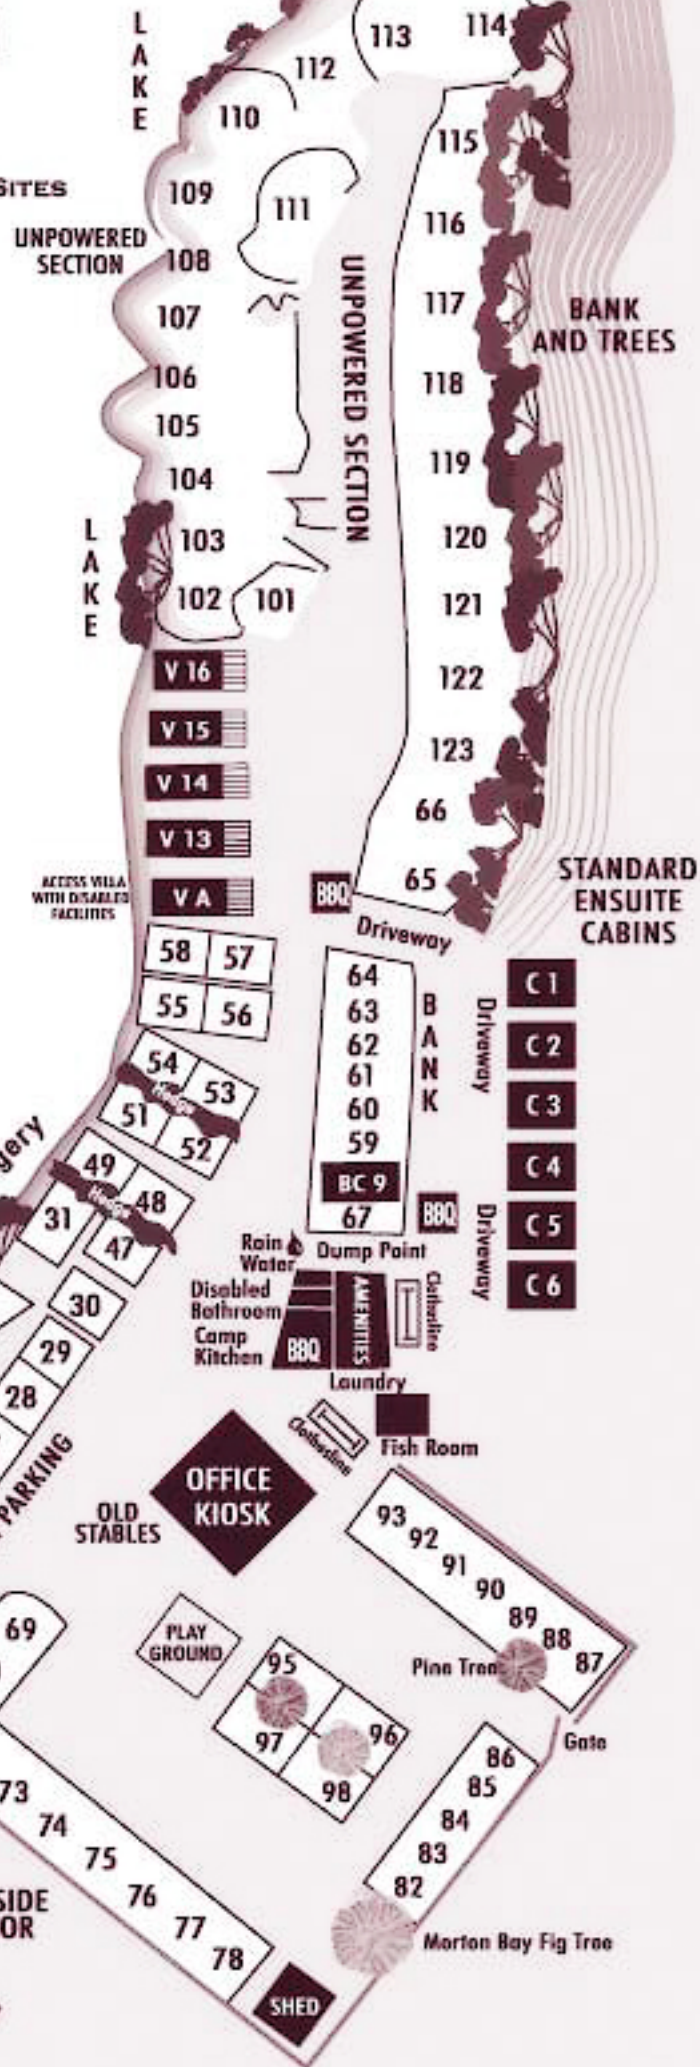 LAKE
113
114
112
110
115
SITES
109
111
116
UNPOWERED
SECTION
108
UNPOWERED SECTION
107
117
BANK
AND TREES
106
118
105
104
119
LAKE
103
120
102
101
121
V 16
122
V 15
123
V 14
66
V 13
65
STANDARD
ENSUITE
CABINS
ACCESS VILLA
WITH DISABLED
FACILITIES
V A
BBQ
Driveway
58
57
64
BANK
Driveway
C 1
55
56
63
62
C 2
54
53
61
C 3
Hedge
51
52
60
59
C 4
49
48
BC 9
Hedge
31
47
67
BBQ
Driveway
C 5
Rain
Water
Dump Point
C 6
30
Disabled
Bathroom
AMENITIES
Clothesline
29
Camp
Kitchen
BBQ
28
Laundry
PARKING
Clothesline
Fish Room
OFFICE
KIOSK
OLD
STABLES
93
92
91
90
89
88
87
69
PLAY
GROUND
95
Pine Tree
97
96
98
Gate
86
85
84
83
82
73
74
75
76
77
78
SIDE
OR
Morton Bay Fig Tree
SHED